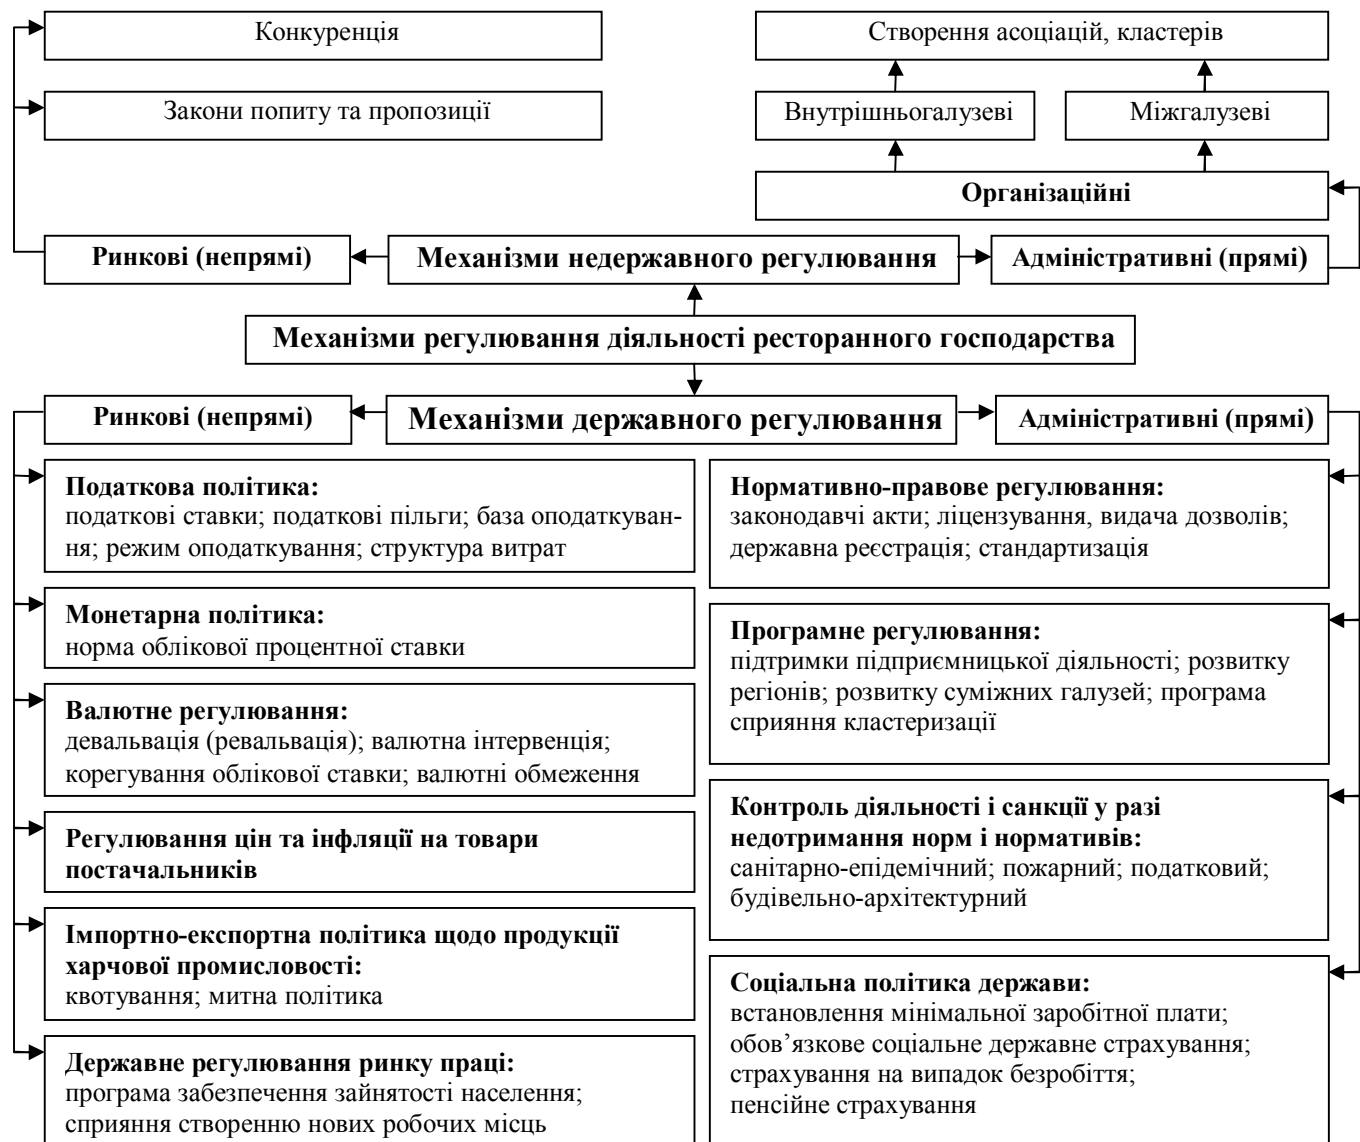 Конкуренція
Створення асоціацій, кластерів
Закони попиту та пропозиції
Внутрішньогалузеві
Міжгалузеві
Організаційні
Ринкові (непрямі)
Механізми недержавного регулювання
Адміністративні (прямі)
Механізми регулювання діяльності ресторанного господарства
Ринкові (непрямі)
Механізми державного регулювання
Адміністративні (прямі)
Податкова політика:
податкові ставки; податкові пільги; база оподаткуван-
ня; режим оподаткування; структура витрат
Монетарна політика:
норма облікової процентної ставки
Валютне регулювання:
девальвація (ревальвація); валютна інтервенція;
корегування облікової ставки; валютні обмеження
Регулювання цін та інфляції на товари
постачальників
Імпортно-експортна політика щодо продукції
харчової промисловості:
квотування; митна політика
Державне регулювання ринку праці:
програма забезпечення зайнятості населення;
сприяння створенню нових робочих місць
Нормативно-правове регулювання:
законодавчі акти; ліцензування, видача дозволів;
державна реєстрація; стандартизація
Програмне регулювання:
підтримки підприємницької діяльності; розвитку
регіонів; розвитку суміжних галузей; програма
сприяння кластеризації
Контроль діяльності і санкції у разі
недотримання норм і нормативів:
санітарно-епідемічний; пожарний; податковий;
будівельно-архітектурний
Соціальна політика держави:
встановлення мінімальної заробітної плати;
обов’язкове соціальне державне страхування;
страхування на випадок безробіття;
пенсійне страхування